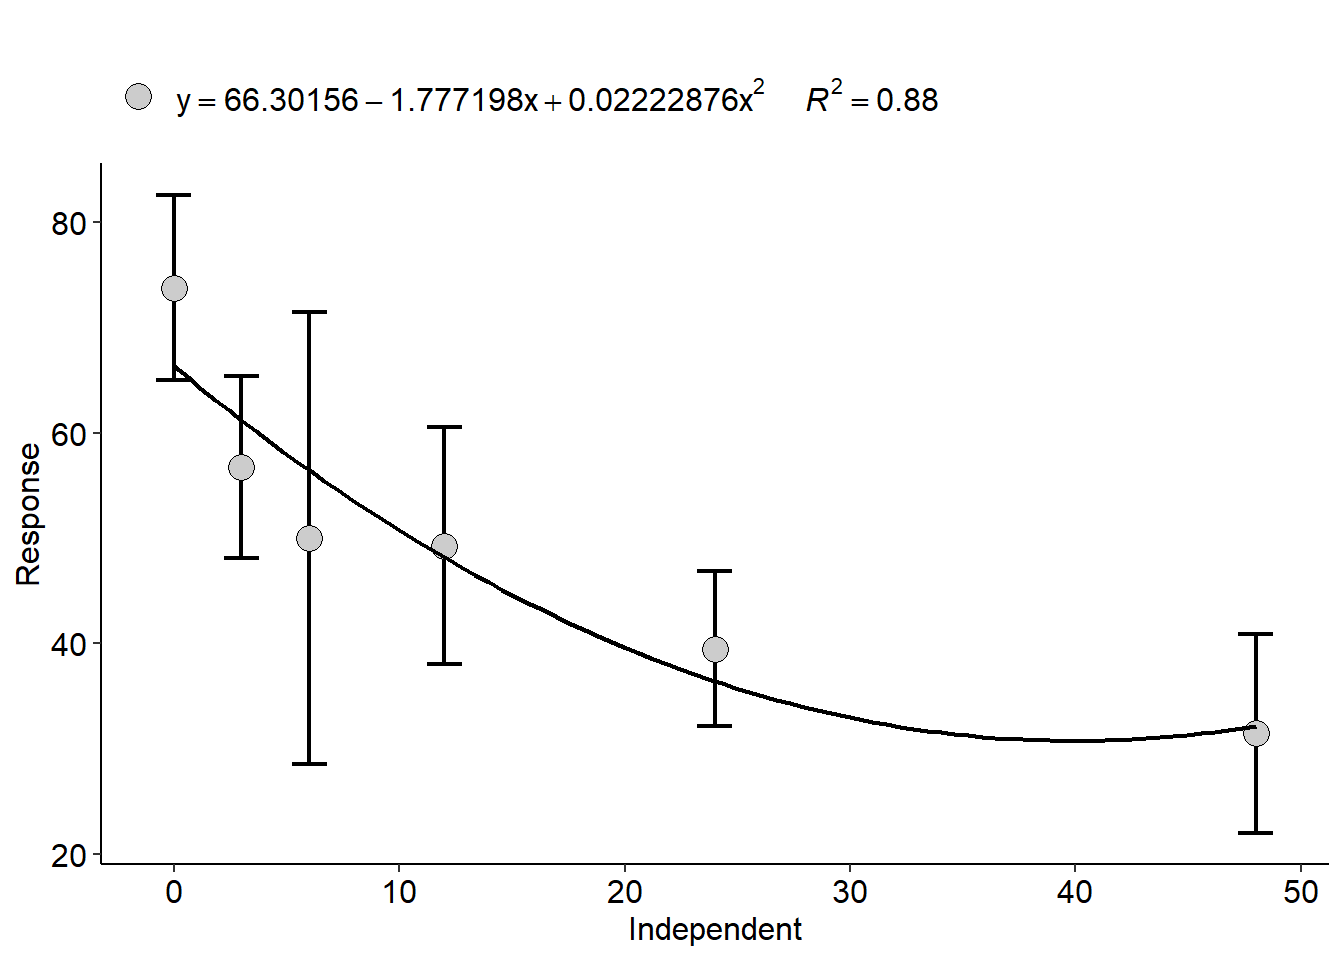 y = 66.30156 − 1.777198x + 0.02222876x² R² = 0.88
80
60
40
20
Response
0 10 20 30 40 50
Independent